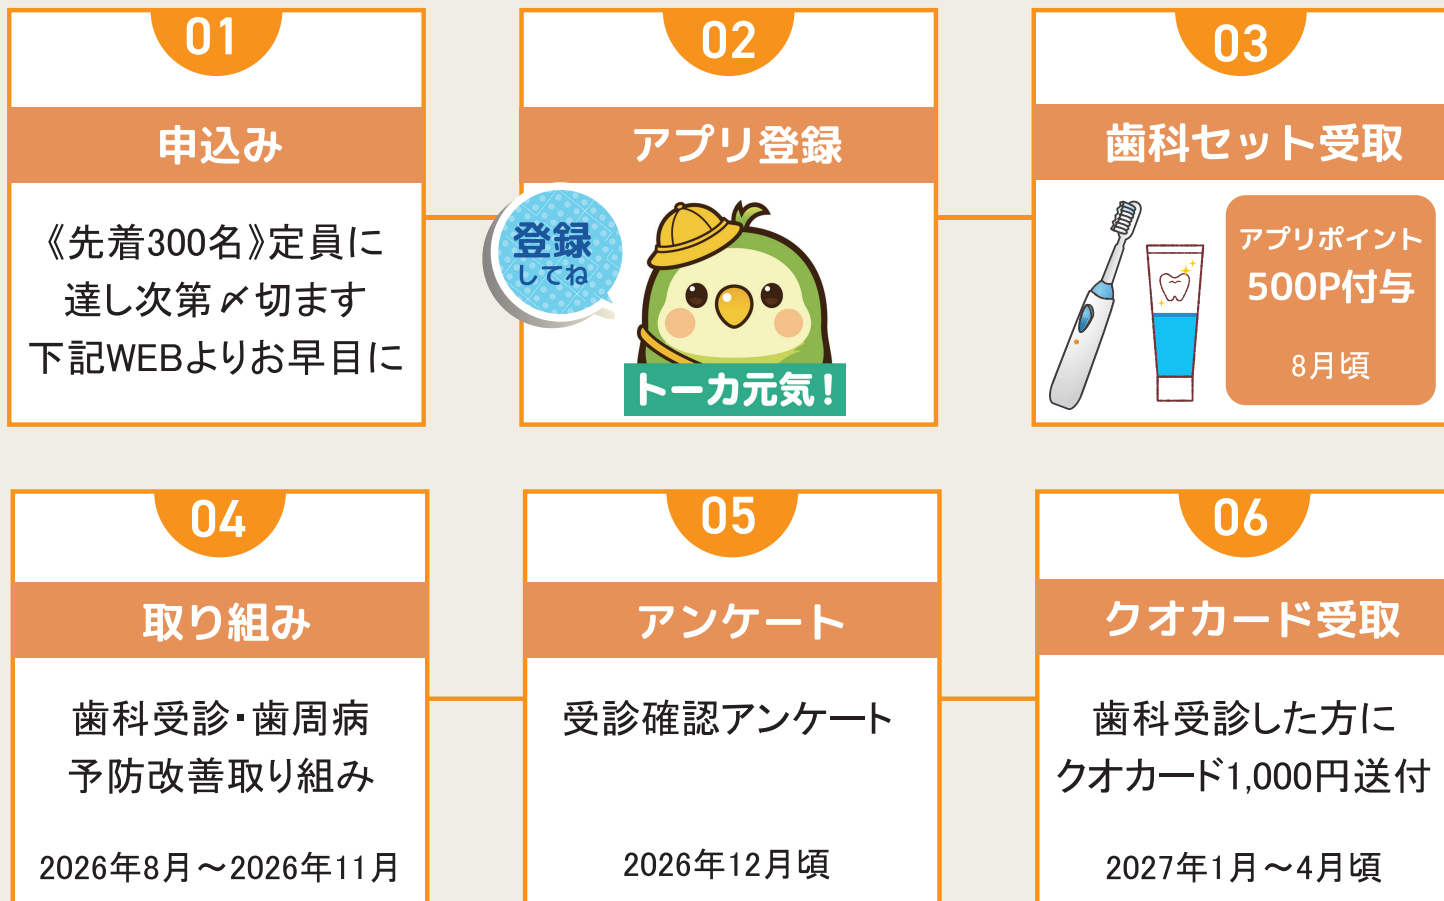 01
申込み
《先着300名》定員に
達し次第〆切ます
下記WEBよりお早目に
02
アプリ登録
登録
してね
トーカ元気!
03
歯科セット受取
アプリポイント
500P付与
8月頃
04
取り組み
歯科受診・歯周病
予防改善取り組み
2026年8月～2026年11月
05
アンケート
受診確認アンケート
2026年12月頃
06
クオカード受取
歯科受診した方に
クオカード1,000円送付
2027年1月～4月頃